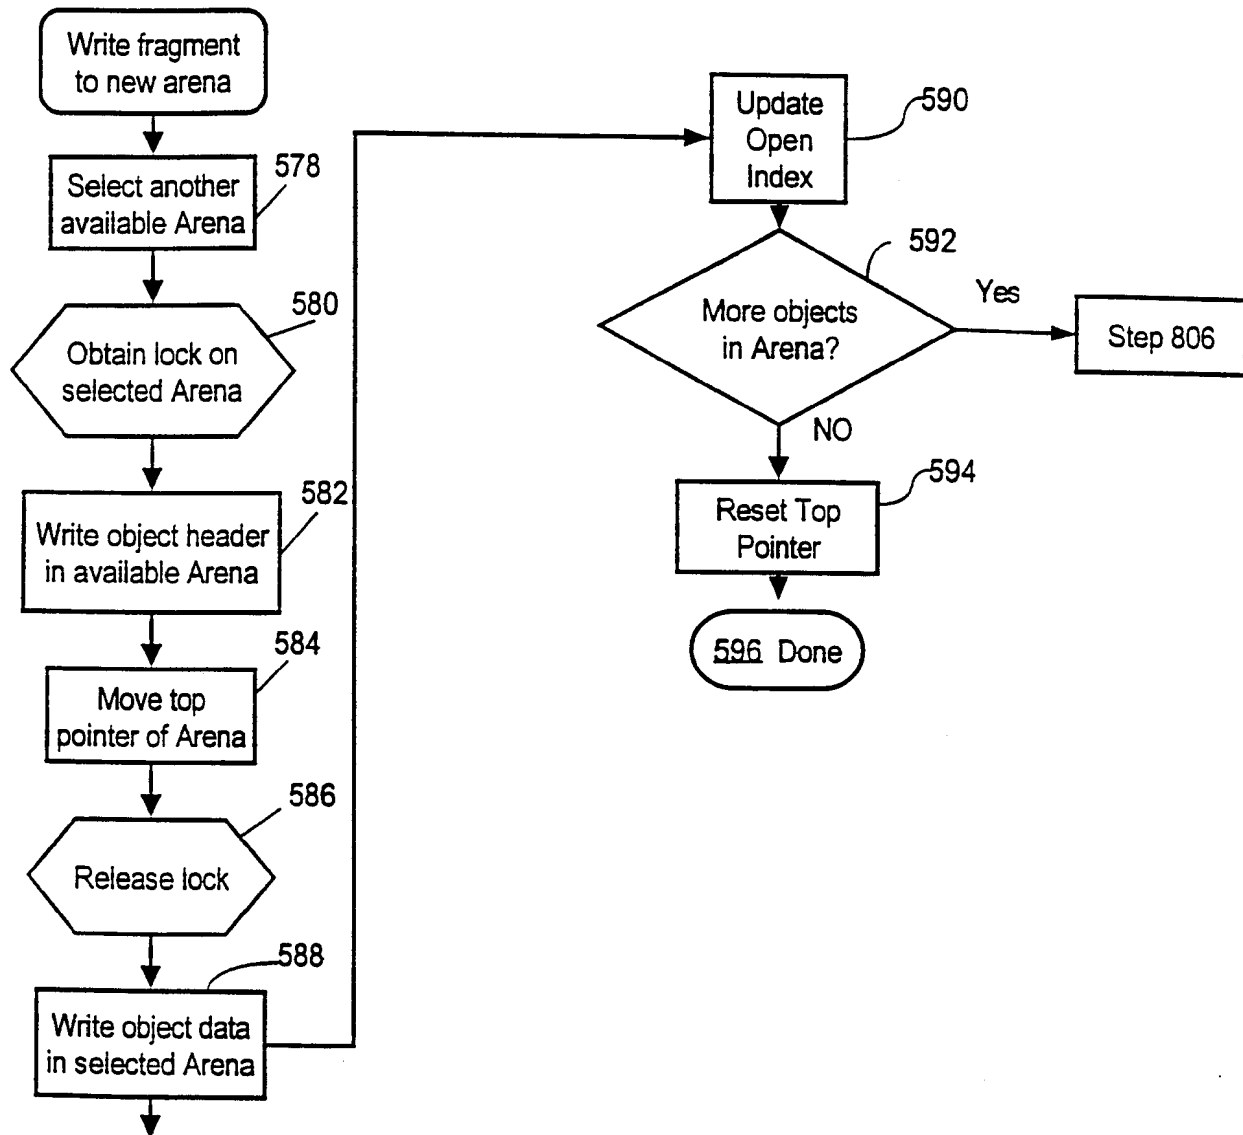 Write fragment
to new arena
578
Select another
available Arena
580
Obtain lock on
selected Arena
582
Write object header
in available Arena
584
Move top
pointer of Arena
586
Release lock
588
Write object data
in selected Arena
590
Update
Open
Index
592
More objects
in Arena?
Yes
Step 806
NO
594
Reset Top
Pointer
596 Done